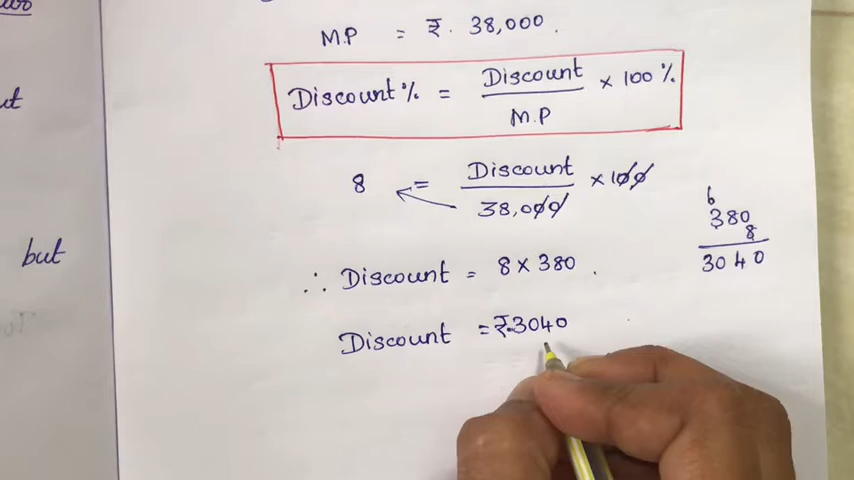 M.P = ₹. 38,000.
Discount % = Discount / M.P × 100 %
8 = Discount / 38,000 × 100
6
380
8
3040
but
∴ Discount = 8 × 380 .
Discount = ₹.3040